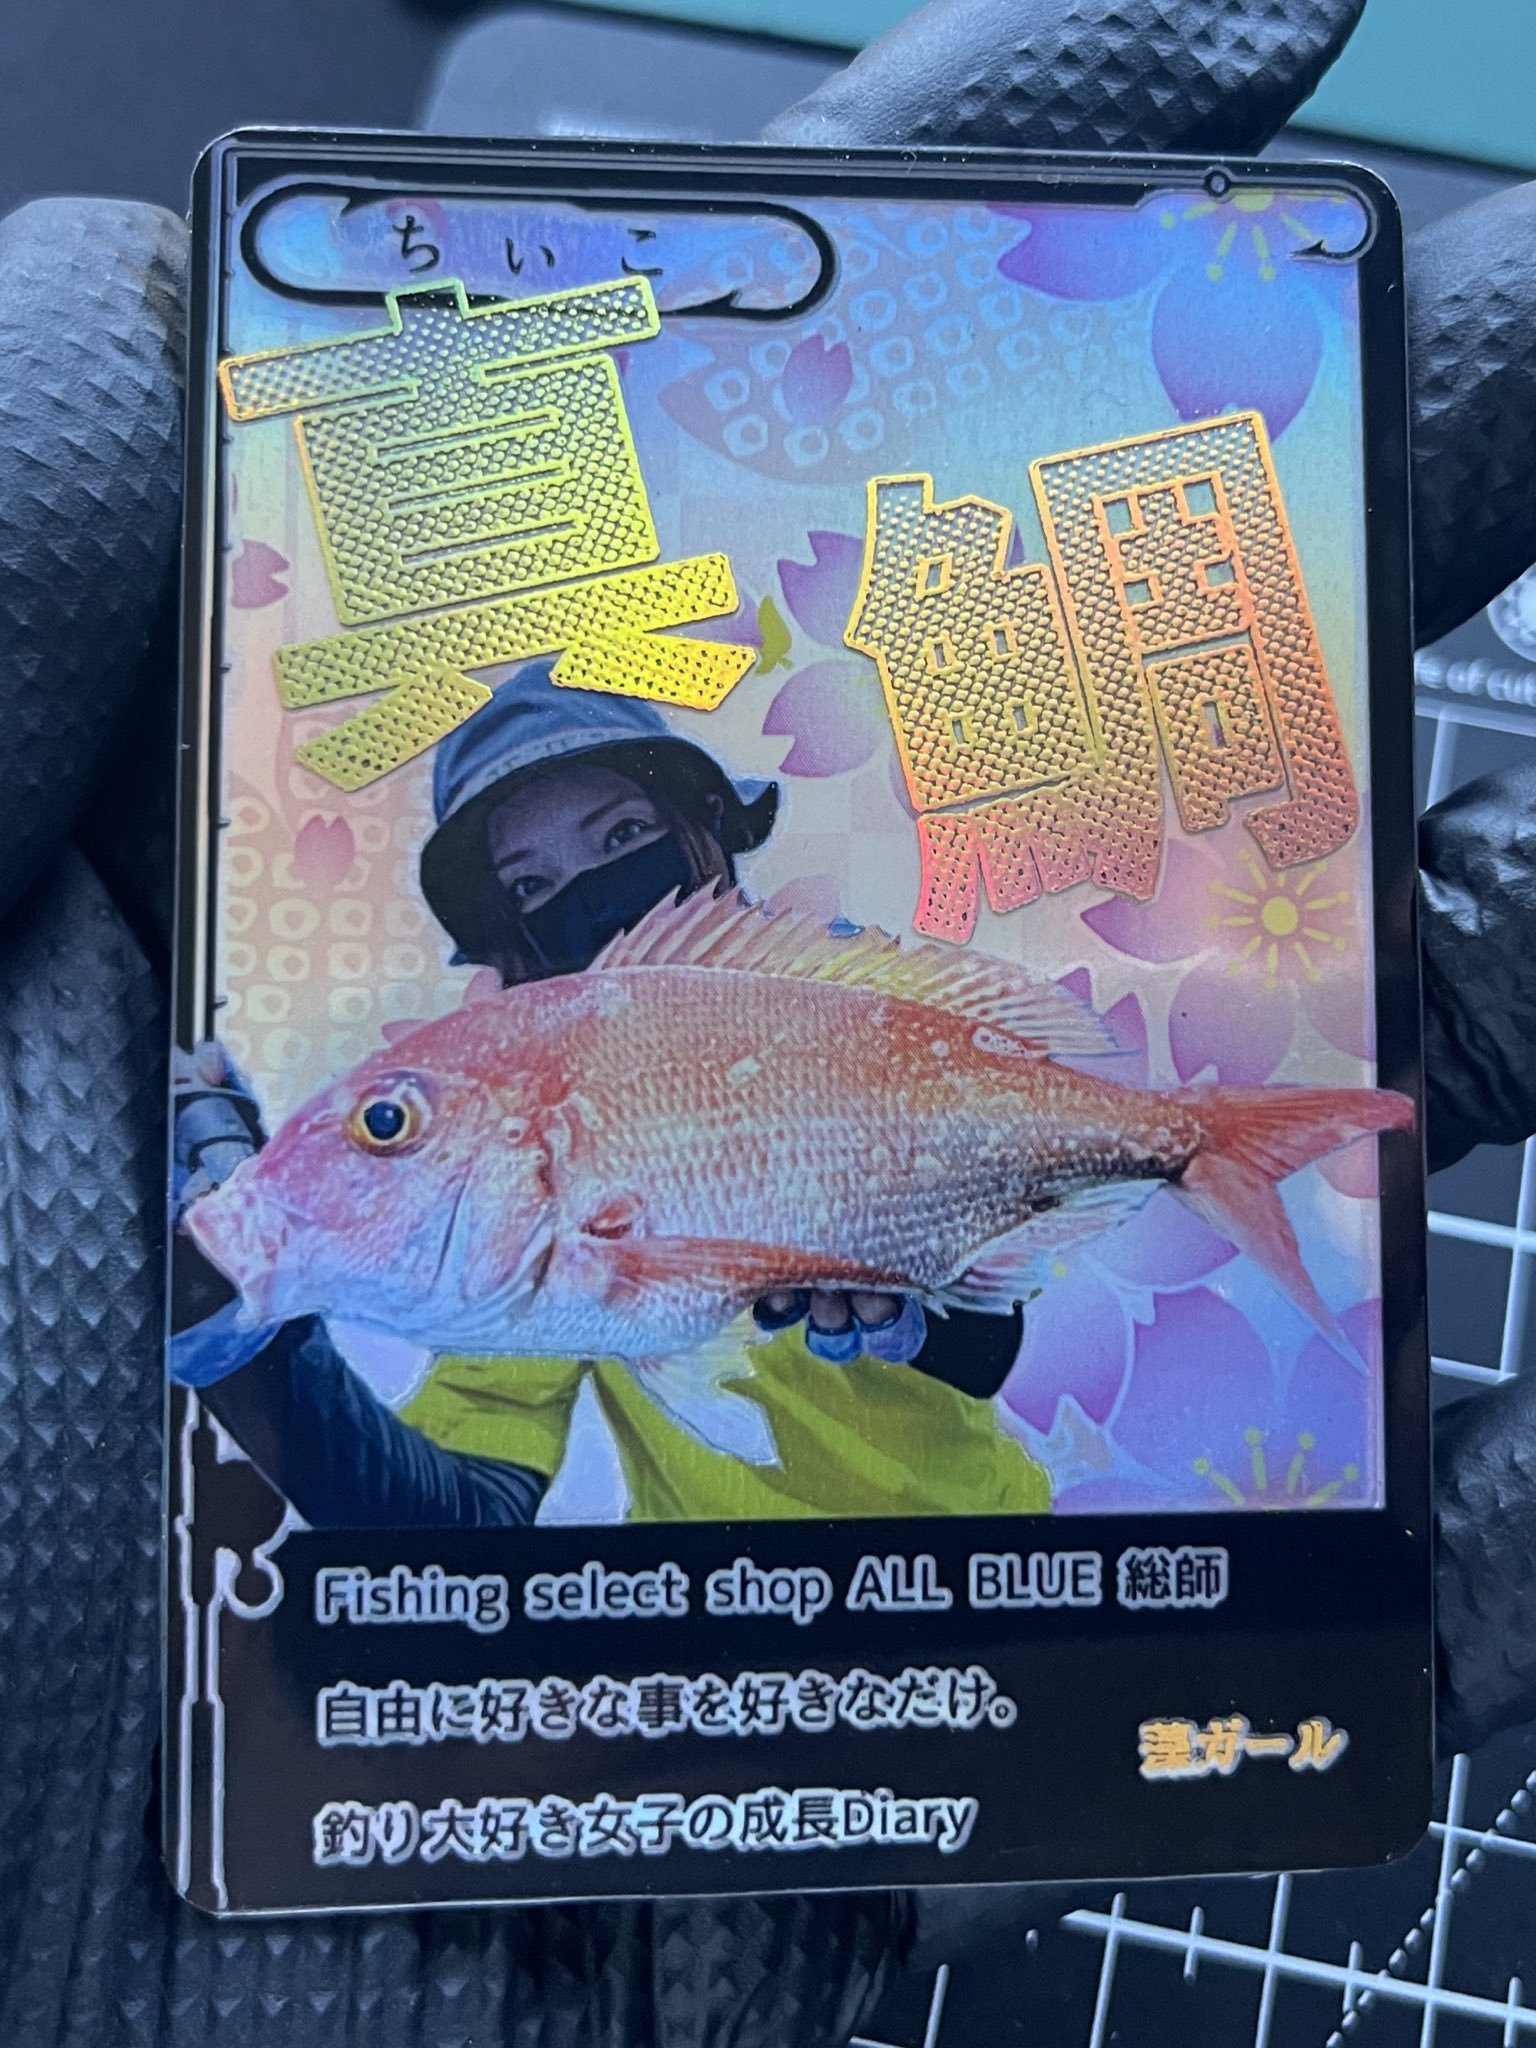 ちぃこ
真鯛
Fishing select shop ALL BLUE 総師
自由に好きな事を好きなだけ。
藻ガール
釣り大好き女子の成長Diary